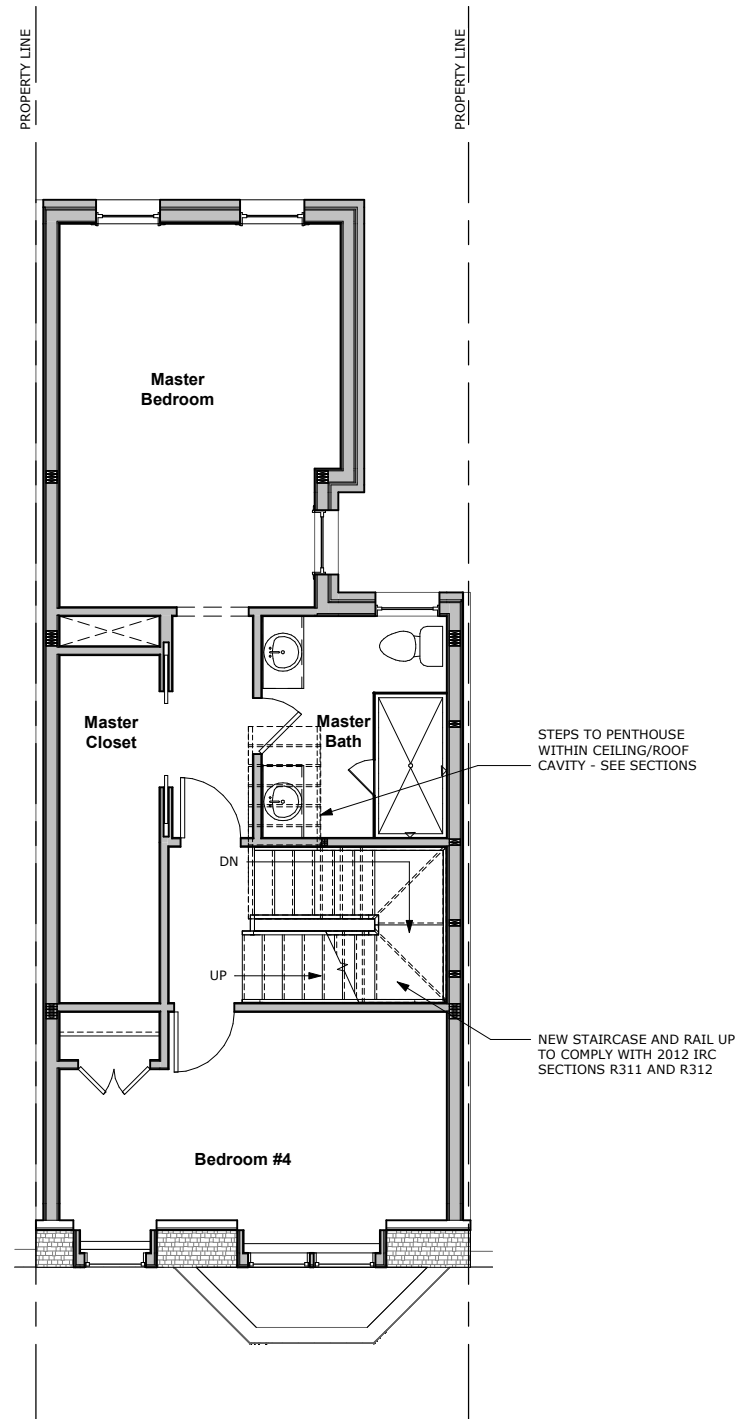 PROPERTY LINE
PROPERTY LINE
Master
Bedroom
Master
Closet
Master
Bath
STEPS TO PENTHOUSE
WITHIN CEILING/ROOF
CAVITY - SEE SECTIONS
DN
UP
NEW STAIRCASE AND RAIL UP
TO COMPLY WITH 2012 IRC
SECTIONS R311 AND R312
Bedroom #4